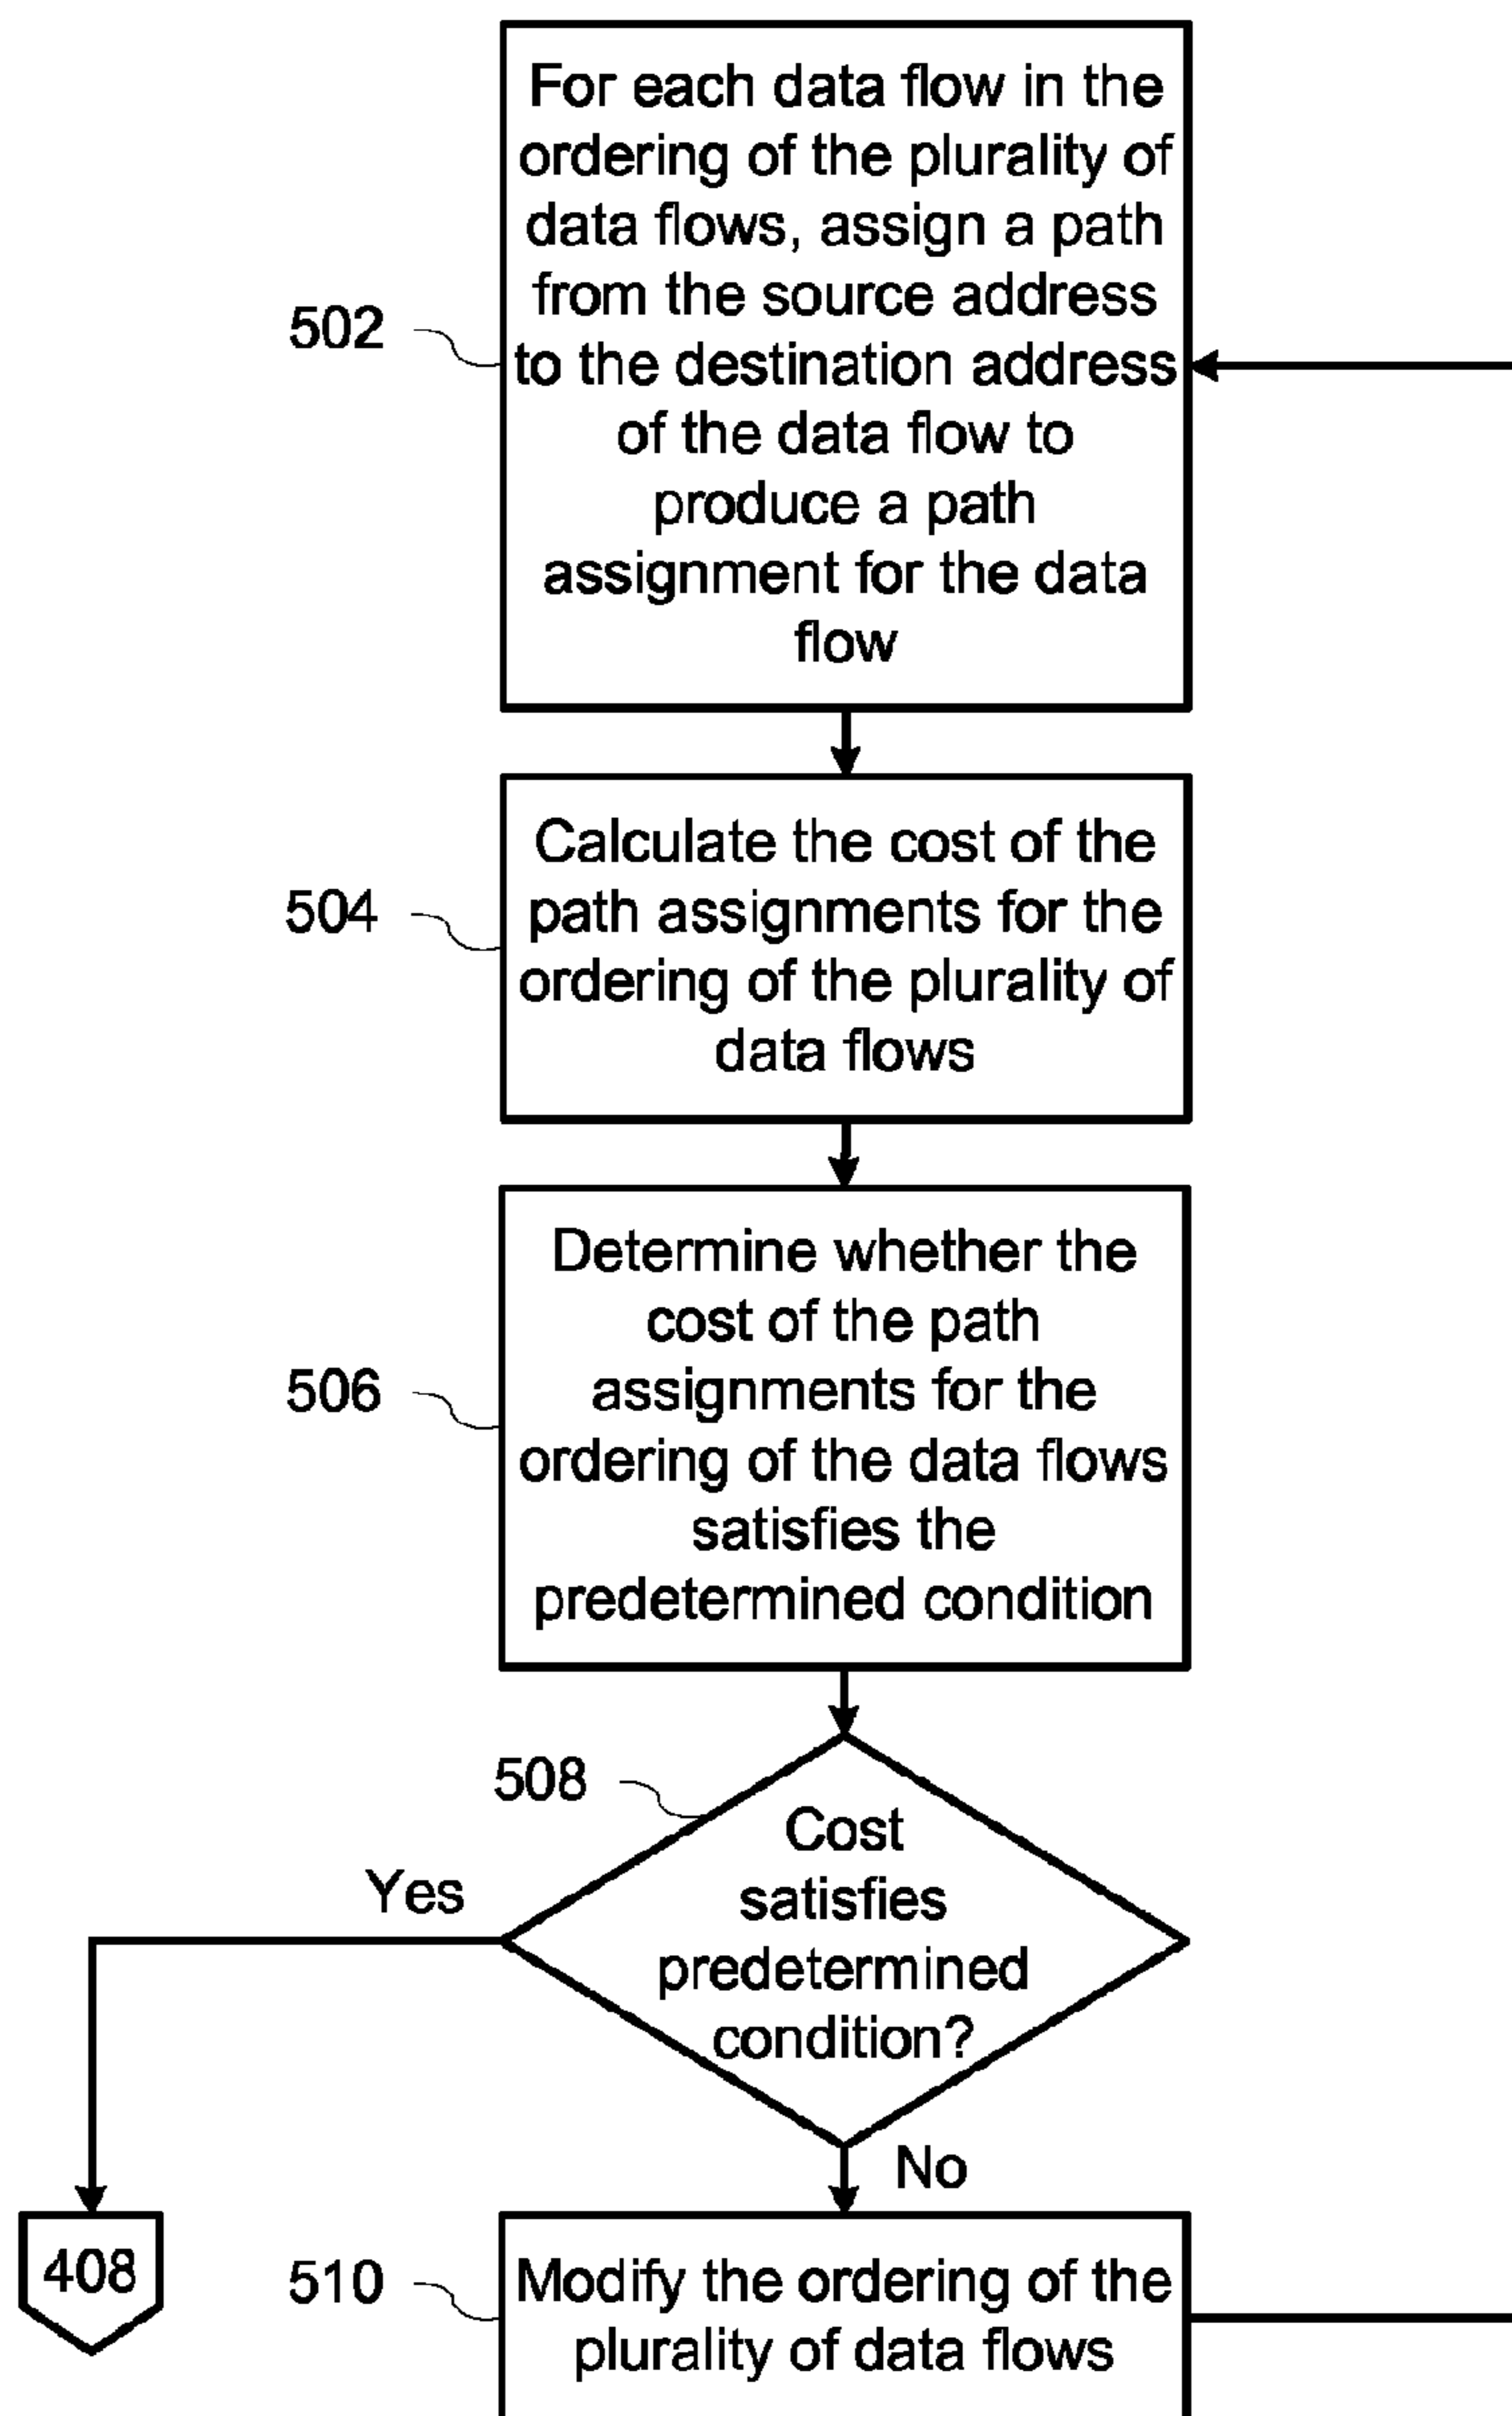 For each data flow in the
ordering of the plurality of
data flows, assign a path
from the source address
502
to the destination address
of the data flow to
produce a path
assignment for the data
flow
Calculate the cost of the
504
path assignments for the
ordering of the plurality of
data flows
Determine whether the
cost of the path
506
assignments for the
ordering of the data flows
satisfies the
predetermined condition
508
Cost
satisfies
predetermined
condition?
Yes
No
408
510
Modify the ordering of the
plurality of data flows